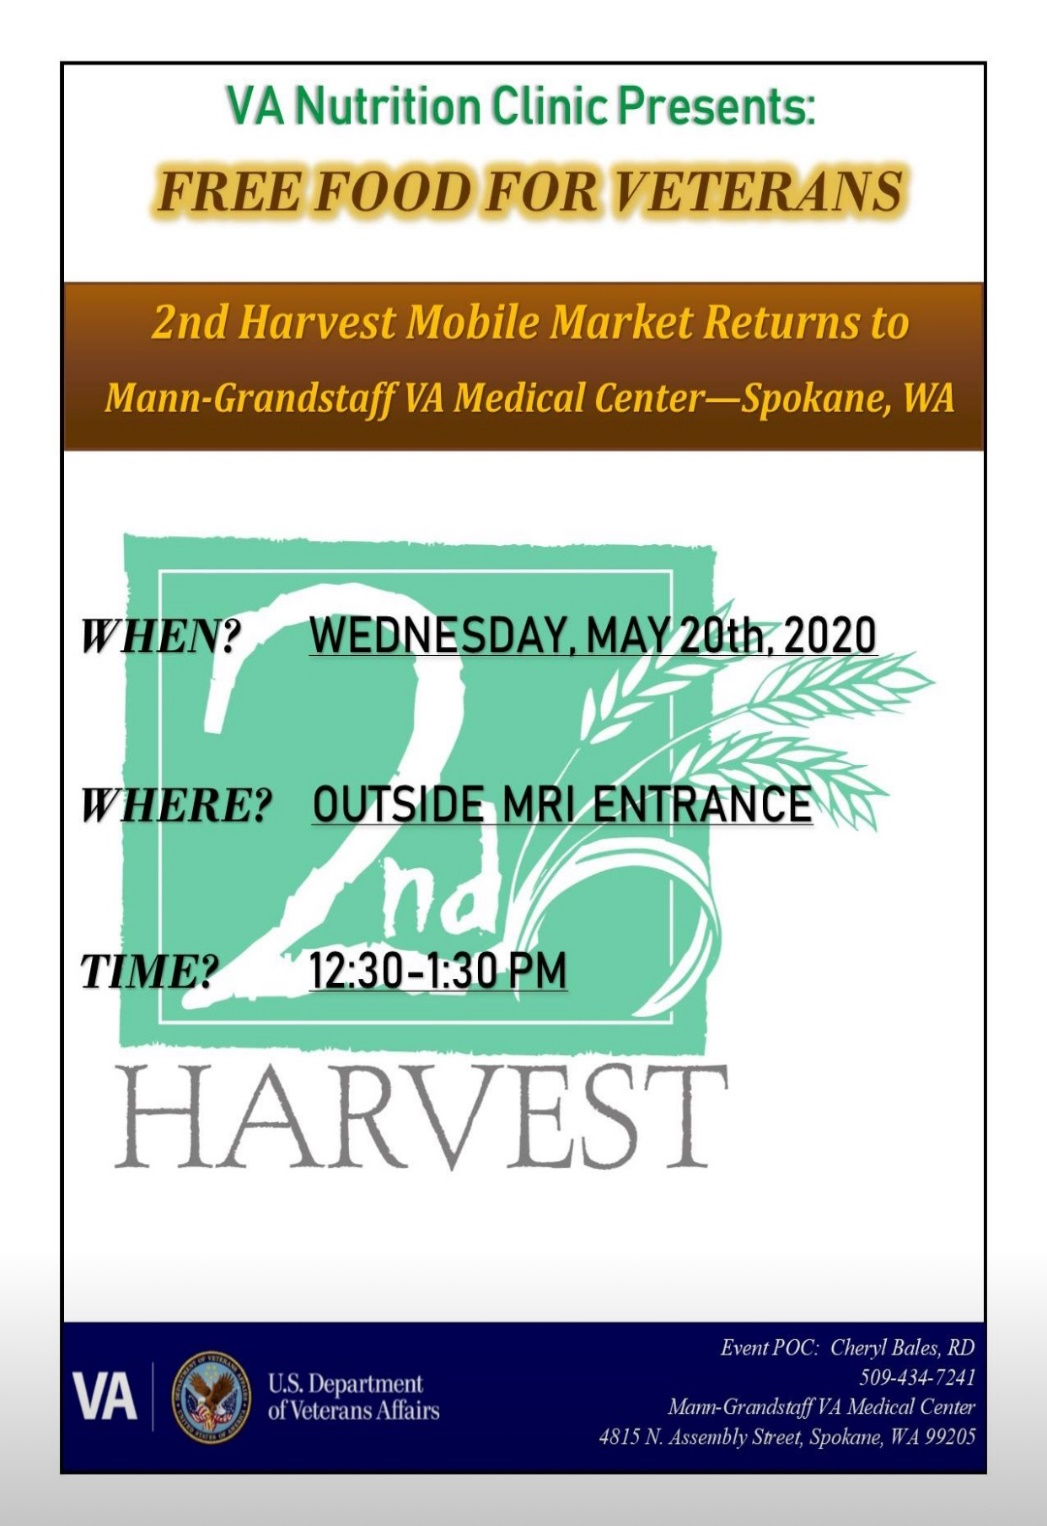 VA Nutrition Clinic Presents:
FREE FOOD FOR VETERANS
2nd Harvest Mobile Market Returns to
Mann-Grandstaff VA Medical Center—Spokane, WA
WHEN? WEDNESDAY, MAY 20th, 2020
WHERE? OUTSIDE MRI ENTRANCE
2nd
TIME? 12:30-1:30 PM
HARVEST
VA
U.S. Department
of Veterans Affairs
Event POC: Cheryl Bales, RD
509-434-7241
Mann-Grandstaff VA Medical Center
4815 N. Assembly Street, Spokane, WA 99205